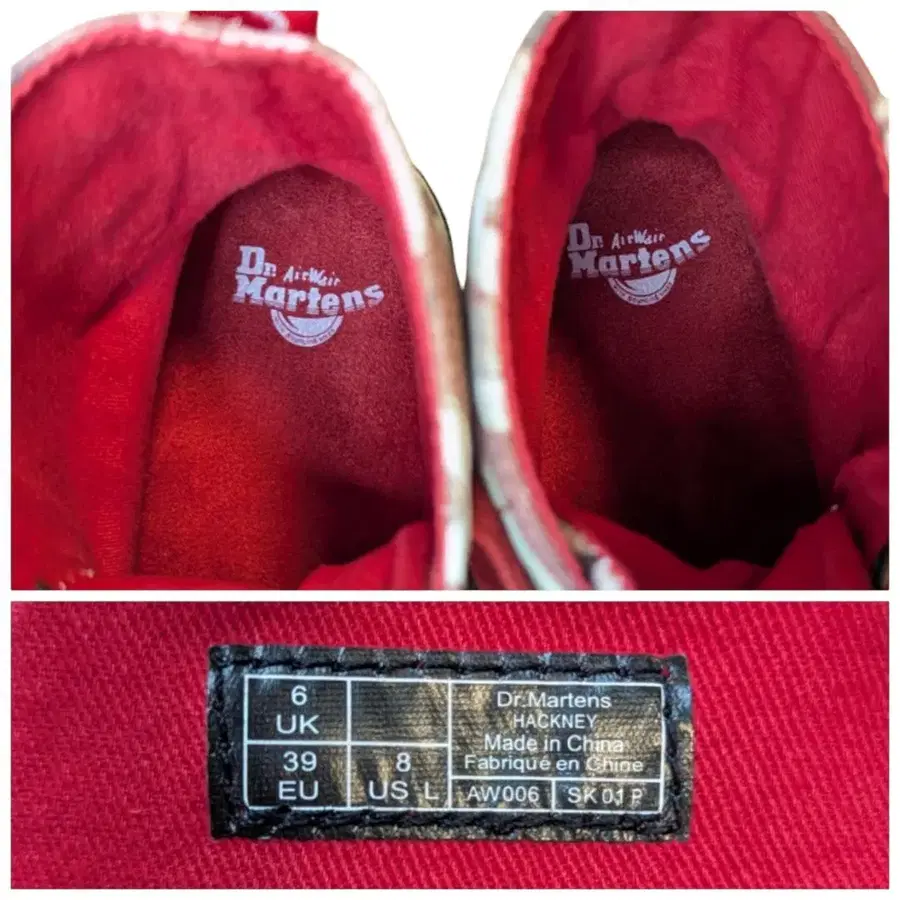 Dr. AirWair
Martens
Dr. AirWair
Martens
6
UK
39
EU
8
US L
Dr.Martens
HACKNEY
Made in China
Fabriqué en Chine
AW006
SK 01 P